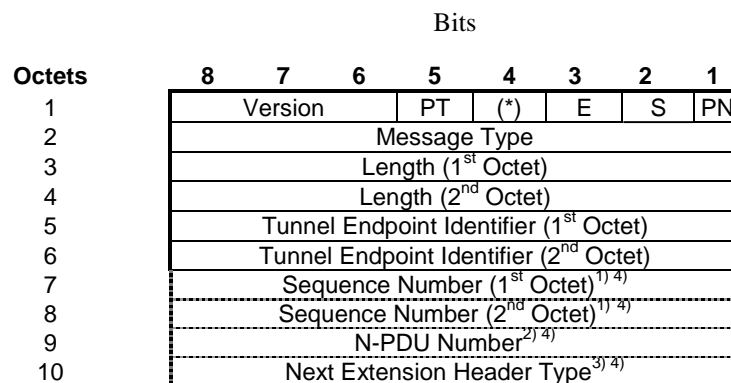 Bits
Octets 8 7 6 5 4 3 2 1
1 Version PT (*) E S PN
2 Message Type
3 Length (1st Octet)
4 Length (2nd Octet)
5 Tunnel Endpoint Identifier (1st Octet)
6 Tunnel Endpoint Identifier (2nd Octet)
7 Sequence Number (1st Octet)1) 4)
8 Sequence Number (2nd Octet)1) 4)
9 N-PDU Number2) 4)
10 Next Extension Header Type3) 4)